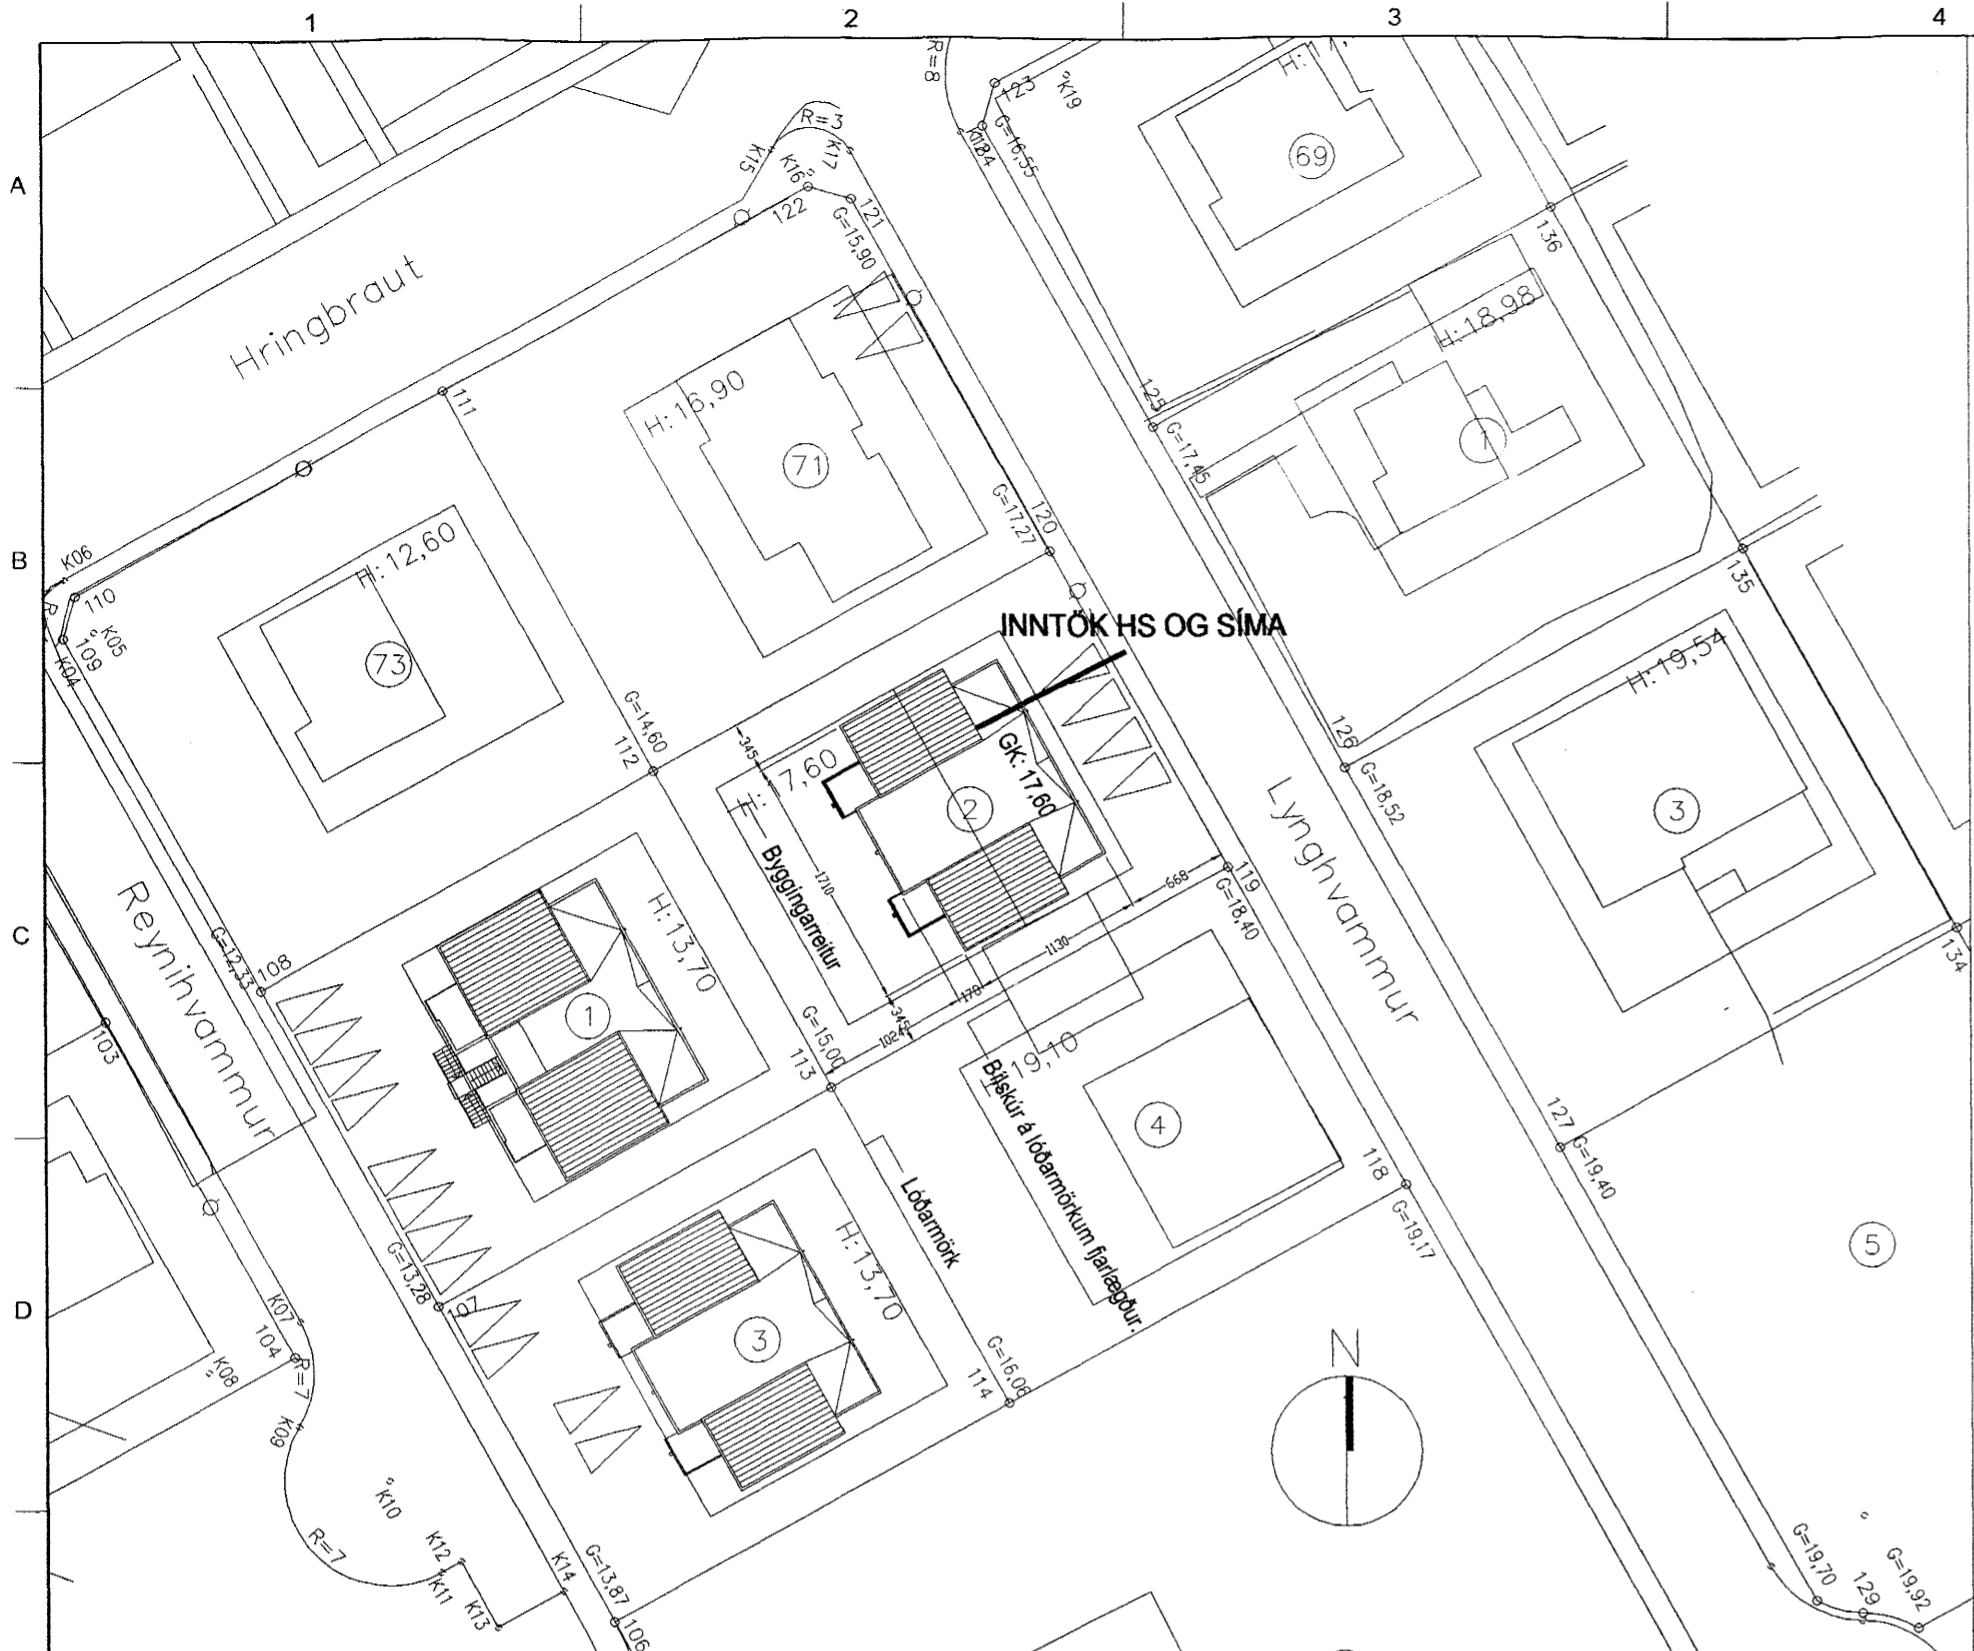 1
2
3
4
A
B
C
D
R=8
123
K19
G=16,55
R=3
K15
K16
K17
122
121
G=15,90
69
136
Hringbraut
111
H:16,90
71
H:18,98
1
125
G=17,45
K06
110
K05
109
K04
H:12,60
73
G=17,27
120
135
INNTÖK HS OG SÍMA
G=14,60
112
345
7,60
GK: 17,60
2
Byggingarreitur
1710
668
119
G=18,40
126
G=18,52
Lynghvammur
H:19,54
3
134
Reynihvammur
G=12,33
108
103
H:13,70
1
1130
170
345
102
G=15,00
113
19,10
Bílskúr á lóðarmörkum fjarlægður.
4
Lóðarmörk
127
G=19,40
118
G=19,17
5
G=13,28
107
H:13,70
3
K07
104
K08
R=7
K09
G=16,06
114
N
K10
R=7
K12
K11
K13
K14
G=13,87
106
G=19,70
129
G=19,92